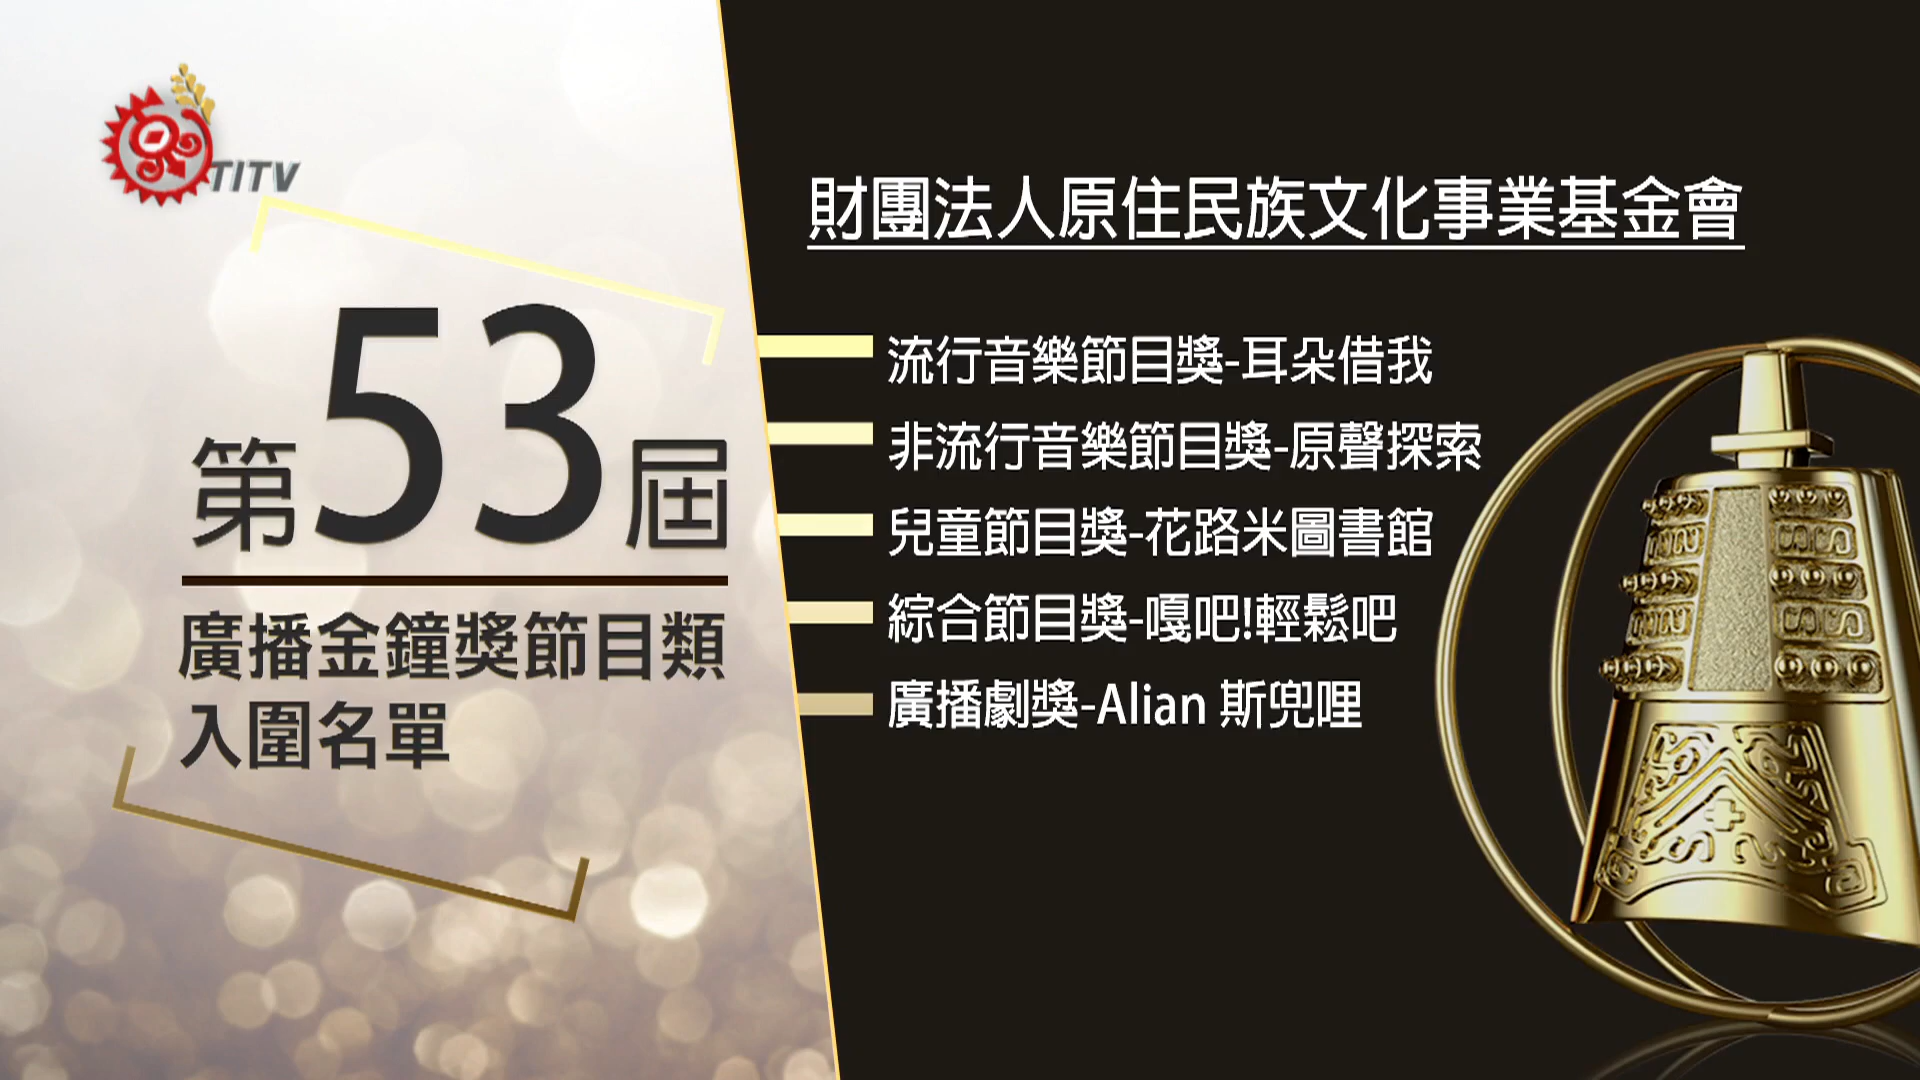 TITV
第53屆
廣播金鐘獎節目類
入圍名單
財團法人原住民族文化事業基金會
流行音樂節目獎-耳朵借我
非流行音樂節目獎-原聲探索
兒童節目獎-花路米圖書館
綜合節目獎-嘎吧!輕鬆吧
廣播劇獎-Alian 斯兜哩